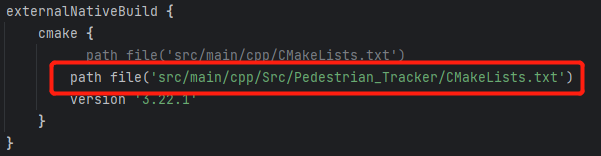 externalNativeBuild {
cmake {
path file('src/main/cpp/CMakeLists.txt')
path file('src/main/cpp/Src/Pedestrian_Tracker/CMakeLists.txt')
version '3.22.1'
}
}